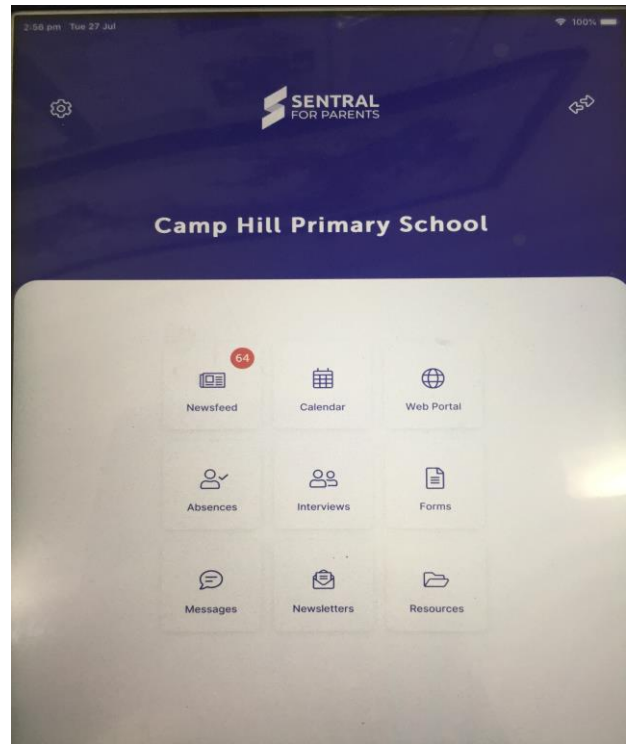 2:56 pm Tue 27 Jul 100%
SENTRAL
FOR PARENTS
Camp Hill Primary School
64
Newsfeed Calendar Web Portal
Absences Interviews Forms
Messages Newsletters Resources